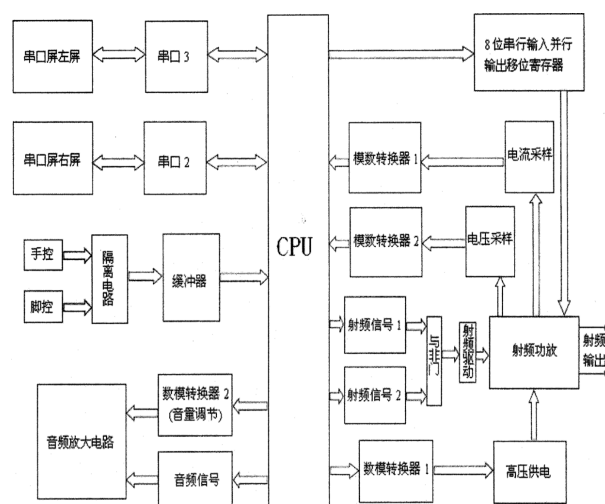 串口屏左屏
串口 3
8 位串行输入并行
输出移位寄存器
串口屏右屏
串口 2
模数转换器 1
电流采样
CPU
模数转换器 2
电压采样
手控
脚控
隔离电路
缓冲器
射频信号 1
射频信号 2
与非门
射频驱动
射频功放
射频
输出
音频放大电路
数模转换器 2
(音量调节)
音频信号
数模转换器 1
高压供电